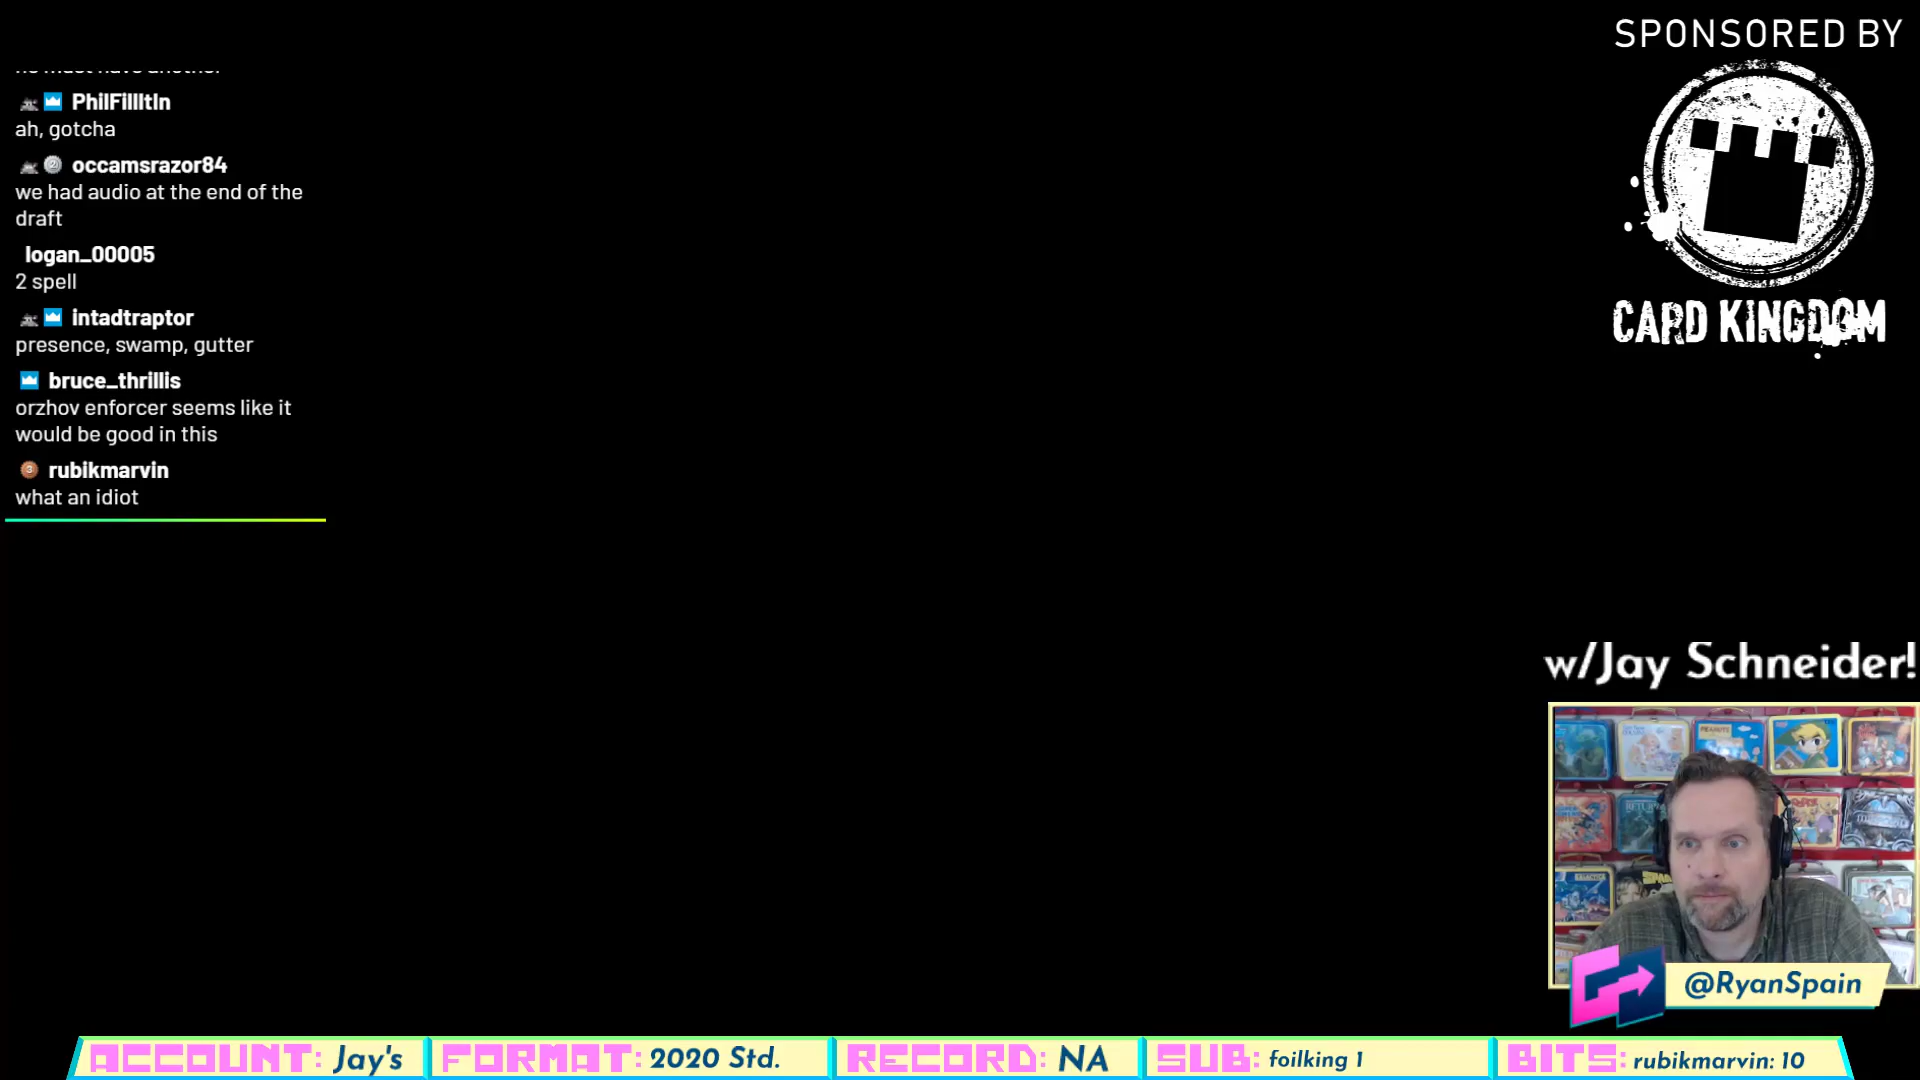 SPONSORED BY
PhilFillItIn
ah, gotcha
occamsrazor84
we had audio at the end of the
draft
logan_00005
2 spell
intadtraptor
presence, swamp, gutter
bruce_thrillis
orzhov enforcer seems like it
would be good in this
rubikmarvin
what an idiot
CARD KINGDOM
w/Jay Schneider!
@RyanSpain
ACCOUNT: Jay's
FORMAT: 2020 Std.
RECORD: NA
SUB: foilking 1
BITS: rubikmarvin: 10